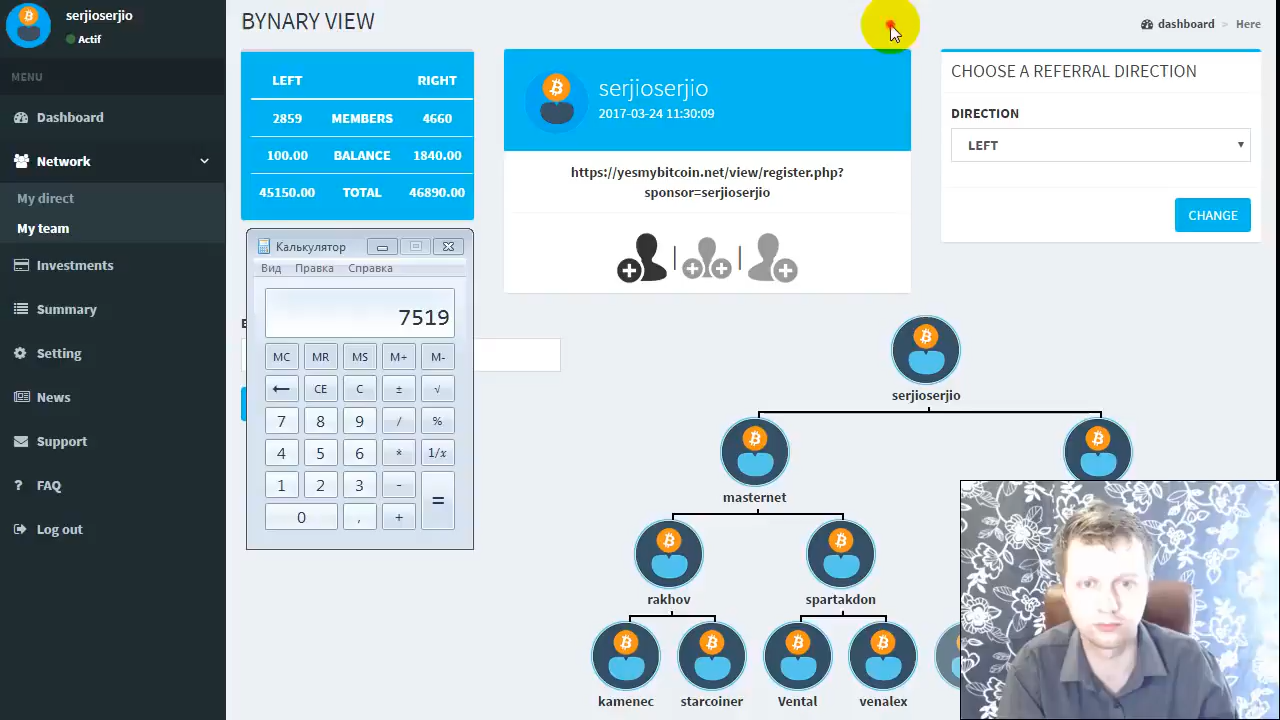 serjioserjio
Actif
MENU
Dashboard
Network
My direct
My team
Investments
Summary
Setting
News
Support
FAQ
Log out
BYNARY VIEW
dashboard Here
LEFT RIGHT
2859 MEMBERS 4660
100.00 BALANCE 1840.00
45150.00 TOTAL 46890.00
serjioserjio
2017-03-24 11:30:09
https://yesmybitcoin.net/view/register.php?
sponsor=serjioserjio
CHOOSE A REFERRAL DIRECTION
DIRECTION
LEFT
CHANGE
Калькулятор
Вид Правка Справка
7519
MC MR MS M+ M-
← CE C ± √
7 8 9 / %
4 5 6 * 1/x
1 2 3 - =
0 , +
serjioserjio
masternet
rakhov spartakdon
kamenec starcoiner Vental venalex